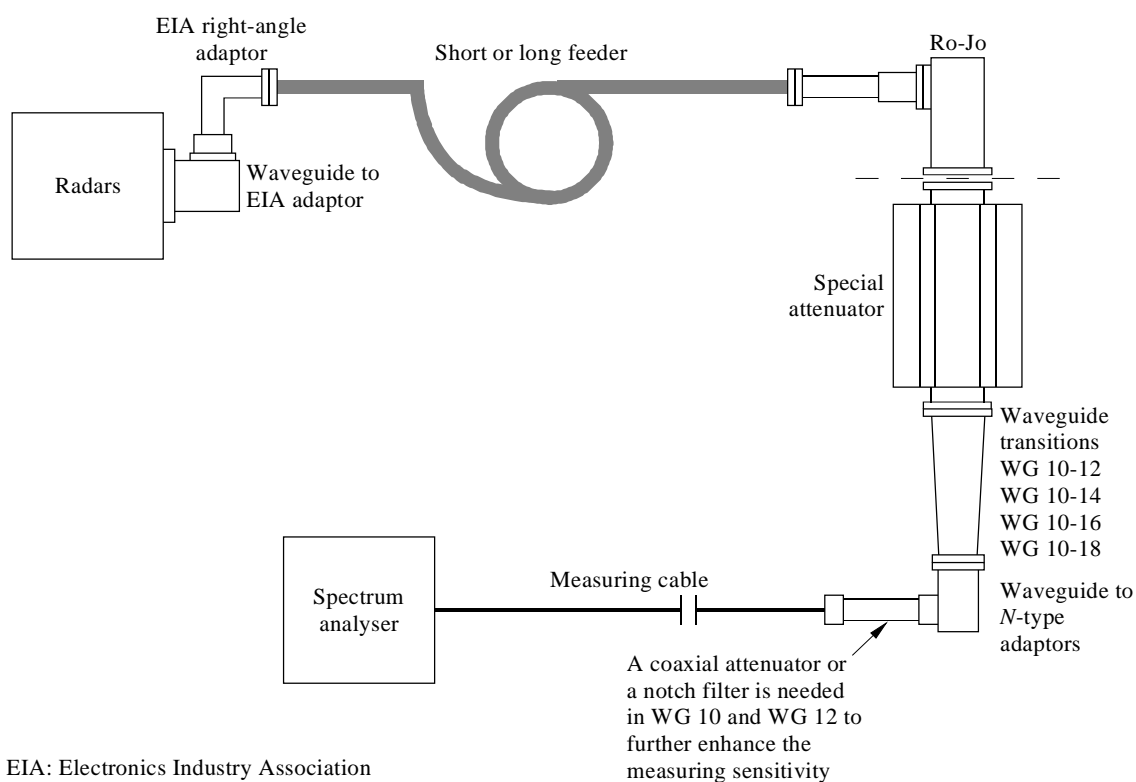 EIA right-angle
adaptor
Short or long feeder
Ro-Jo
Radars
Waveguide to
EIA adaptor
Special
attenuator
Waveguide
transitions
WG 10-12
WG 10-14
WG 10-16
WG 10-18
Spectrum
analyser
Measuring cable
Waveguide to
N-type
adaptors
A coaxial attenuator or
a notch filter is needed
in WG 10 and WG 12 to
further enhance the
measuring sensitivity
EIA: Electronics Industry Association